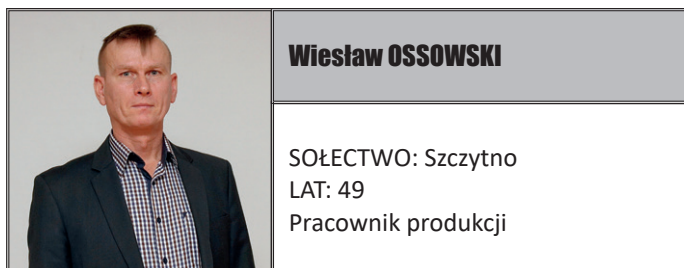 Wiesław OSSOWSKI
SOŁECTWO: Szczytno
LAT: 49
Pracownik produkcji